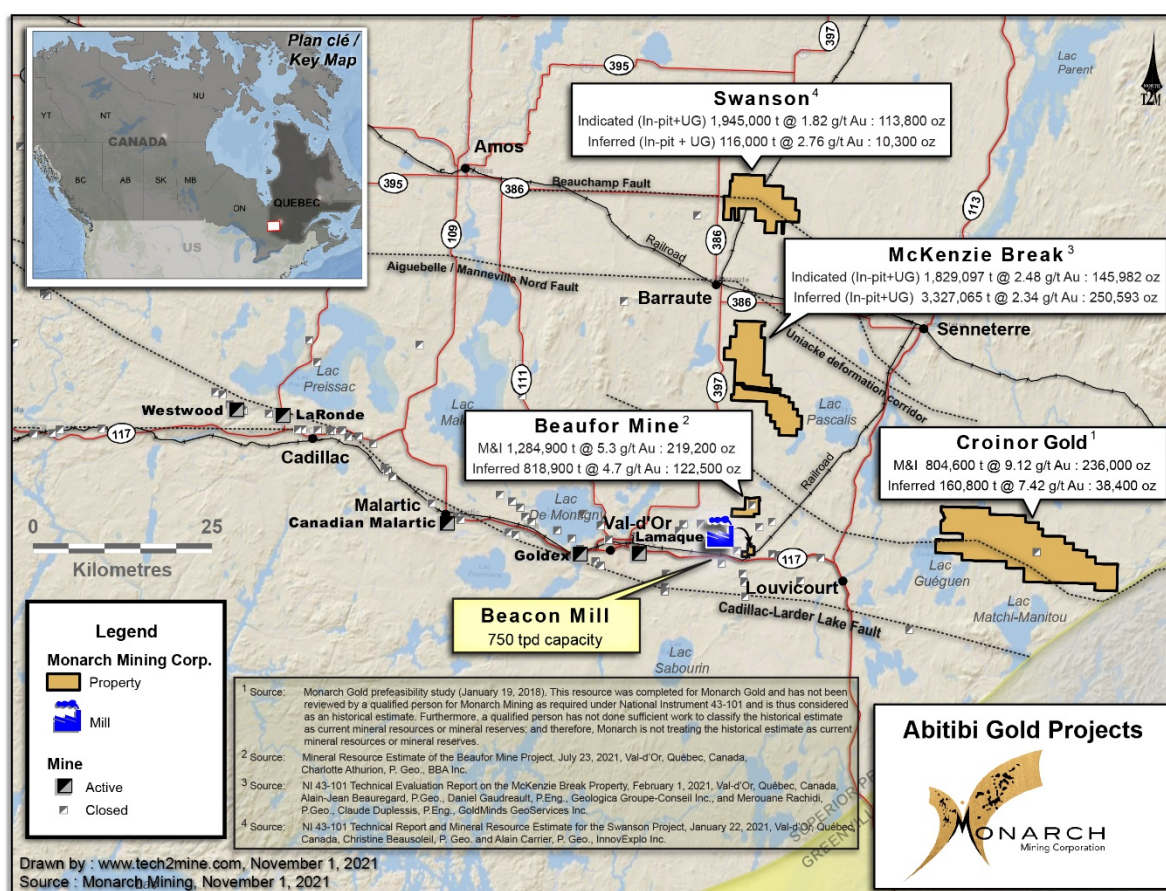 Plan clé /
Key Map
YT
NT
NU
CANADA
BC
AB
SK
MB
ON
QUEBEC
US
397
395
Lac
Parent
NORTH
T2M
Swanson4
Indicated (In-pit+UG) 1,945,000 t @ 1.82 g/t Au : 113,800 oz
Inferred (In-pit + UG) 116,000 t @ 2.76 g/t Au : 10,300 oz
Amos
395
386
Beauchamp Fault
113
109
386
Railroad
McKenzie Break3
Indicated (In-pit+UG) 1,829,097 t @ 2.48 g/t Au : 145,982 oz
Inferred (In-pit+UG) 3,327,065 t @ 2.34 g/t Au : 250,593 oz
Aiguebelle / Manneville Nord Fault
Barraute
386
Senneterre
Uniacke deformation corridor
Lac
Preissac
111
397
Westwood
LaRonde
Lac
Lac
Pascalis
117
Cadillac
Beaufor Mine2
M&I 1,284,900 t @ 5.3 g/t Au : 219,200 oz
Inferred 818,900 t @ 4.7 g/t Au : 122,500 oz
Railroad
Croinor Gold1
M&I 804,600 t @ 9.12 g/t Au : 236,000 oz
Inferred 160,800 t @ 7.42 g/t Au : 38,400 oz
Malartic
Canadian Malartic
Lac
De Montigny
Val-d'Or
Lamaque
Goldex
117
0 25
Kilometres
Louvicourt
Lac
Guéguen
Lac
Matchi-Manitou
Cadillac-Larder Lake Fault
Beacon Mill
750 tpd capacity
Lac
Sabourin
Legend
Monarch Mining Corp.
Property
Mill
Mine
Active
Closed
1 Source: Monarch Gold prefeasibility study (January 19, 2018). This resource was completed for Monarch Gold and has not been
reviewed by a qualified person for Monarch Mining as required under National Instrument 43-101 and is thus considered
as an historical estimate. Furthermore, a qualified person has not done sufficient work to classify the historical estimate
as current mineral resources or mineral reserves; and therefore, Monarch is not treating the historical estimate as current
mineral resources or mineral reserves.
2 Source: Mineral Resource Estimate of the Beaufor Mine Project, July 23, 2021, Val-d'Or, Québec, Canada,
Charlotte Athurion, P. Geo., BBA Inc.
3 Source: NI 43-101 Technical Evaluation Report on the McKenzie Break Property, February 1, 2021, Val-d'Or, Québec, Canada,
Alain-Jean Beauregard, P.Geo., Daniel Gaudreault, P.Eng., Geologica Groupe-Conseil Inc., and Merouane Rachidi,
P.Geo., Claude Duplessis, P.Eng., GoldMinds GeoServices Inc.
4 Source: NI 43-101 Technical Report and Mineral Resource Estimate for the Swanson Project, January 22, 2021, Val-d'Or, Québec,
Canada, Christine Beausoleil, P. Geo. and Alain Carrier, P. Geo., InnovExplo Inc.
SUPERIOR
Abitibi Gold Projects
MONARCH
Mining Corporation
Drawn by : www.tech2mine.com, November 1, 2021
Source : Monarch Mining, November 1, 2021